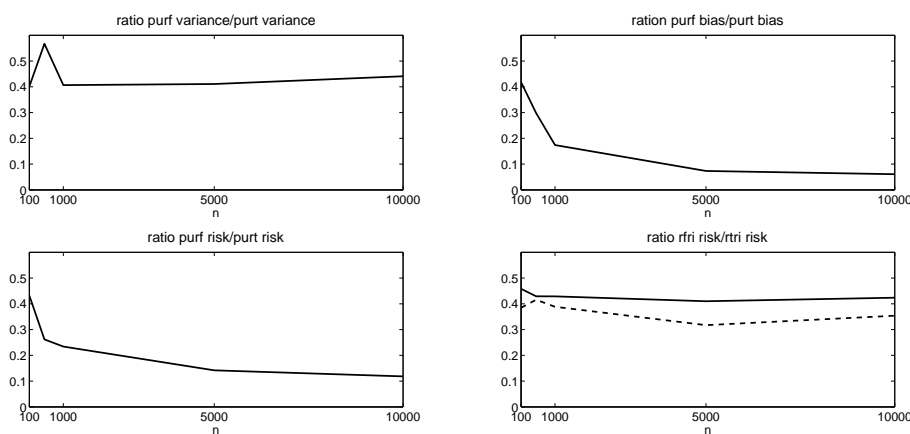 ratio purf variance/purt variance
0.5
0.4
0.3
0.2
0.1
0
100 1000 5000 10000
n
ration purf bias/purt bias
0.5
0.4
0.3
0.2
0.1
0
100 1000 5000 10000
n
ratio purf risk/purt risk
0.5
0.4
0.3
0.2
0.1
0
100 1000 5000 10000
n
ratio rfri risk/rtri risk
0.5
0.4
0.3
0.2
0.1
0
100 1000 5000 10000
n